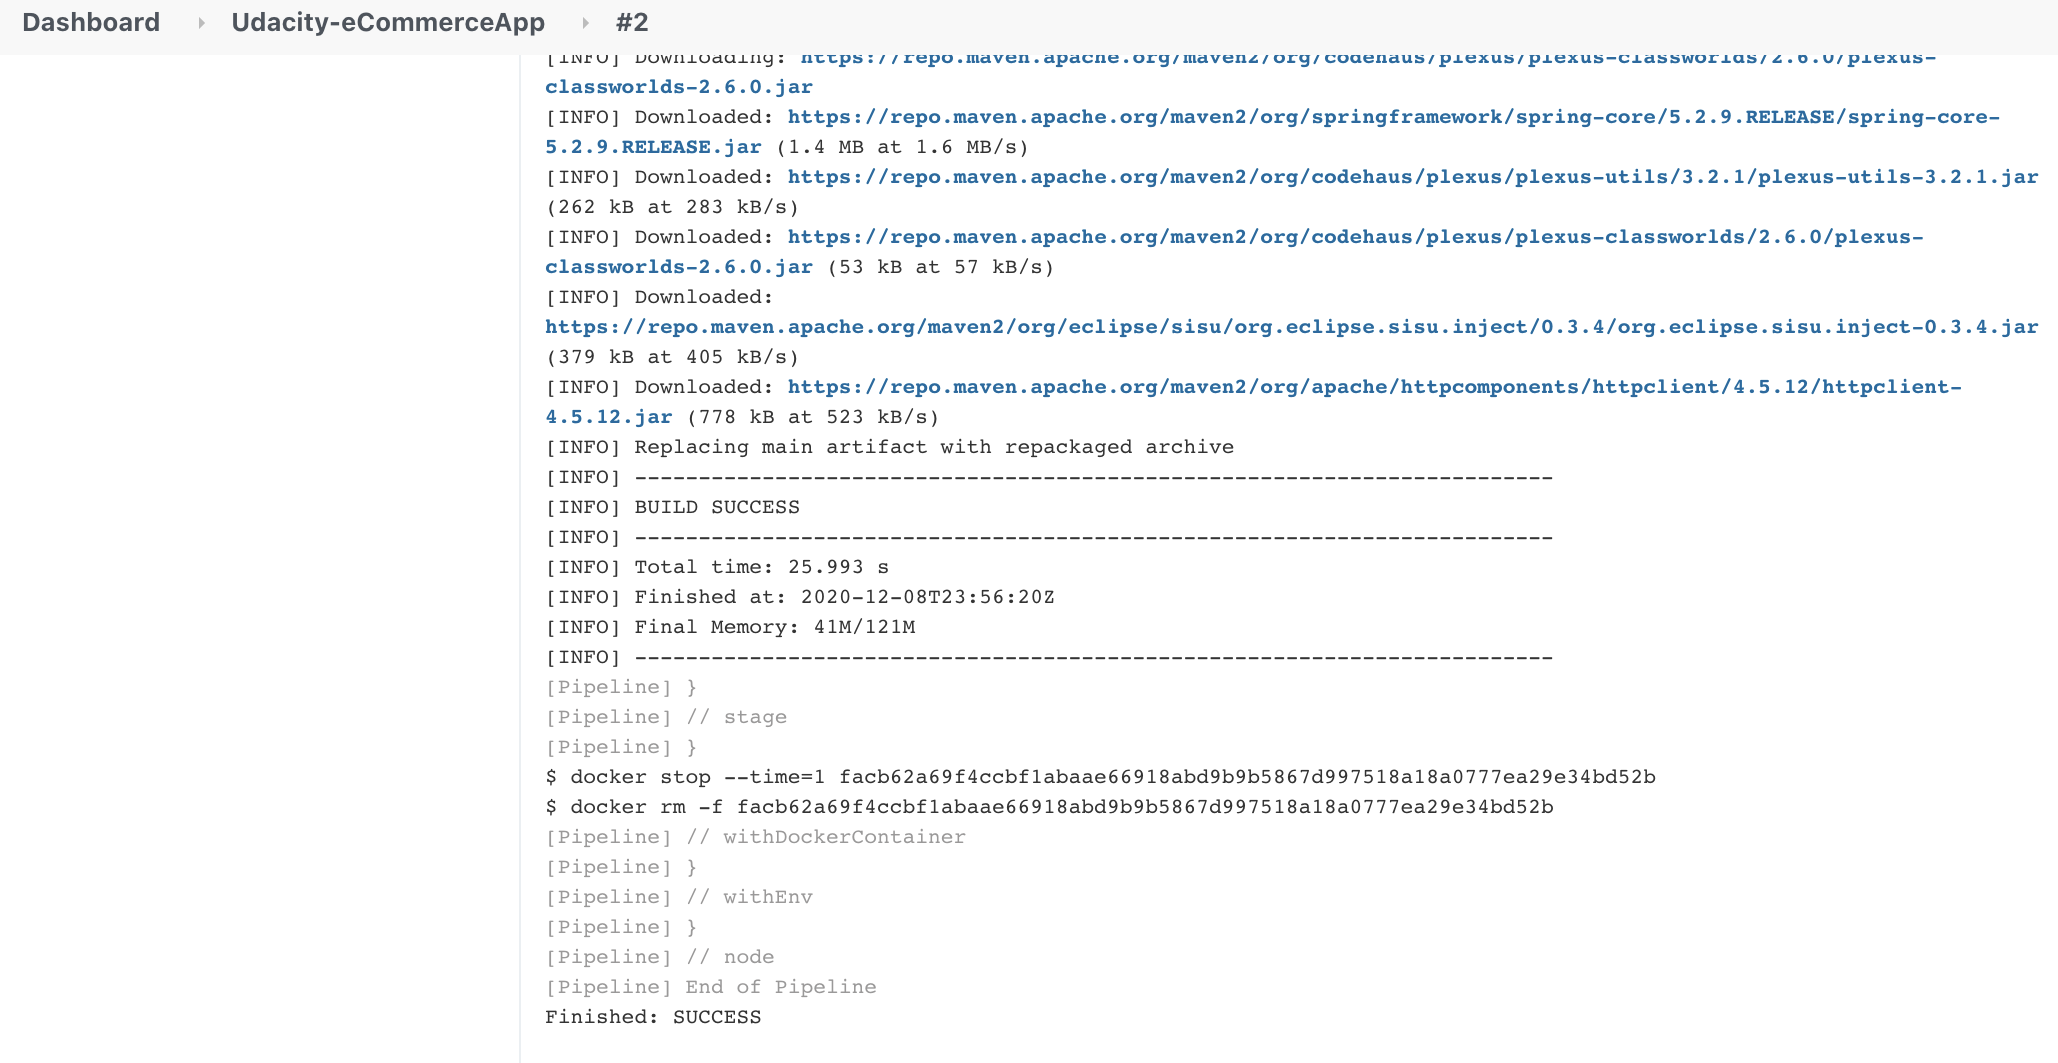 Dashboard › Udacity-eCommerceApp › #2
[INFO] Downloading: https://repo.maven.apache.org/maven2/org/codehaus/plexus/plexus-classworlds/2.6.0/plexus-
classworlds-2.6.0.jar
[INFO] Downloaded: https://repo.maven.apache.org/maven2/org/springframework/spring-core/5.2.9.RELEASE/spring-core-
5.2.9.RELEASE.jar (1.4 MB at 1.6 MB/s)
[INFO] Downloaded: https://repo.maven.apache.org/maven2/org/codehaus/plexus/plexus-utils/3.2.1/plexus-utils-3.2.1.jar
(262 kB at 283 kB/s)
[INFO] Downloaded: https://repo.maven.apache.org/maven2/org/codehaus/plexus/plexus-classworlds/2.6.0/plexus-
classworlds-2.6.0.jar (53 kB at 57 kB/s)
[INFO] Downloaded:
https://repo.maven.apache.org/maven2/org/eclipse/sisu/org.eclipse.sisu.inject/0.3.4/org.eclipse.sisu.inject-0.3.4.jar
(379 kB at 405 kB/s)
[INFO] Downloaded: https://repo.maven.apache.org/maven2/org/apache/httpcomponents/httpclient/4.5.12/httpclient-
4.5.12.jar (778 kB at 523 kB/s)
[INFO] Replacing main artifact with repackaged archive
[INFO] ------------------------------------------------------------------------
[INFO] BUILD SUCCESS
[INFO] ------------------------------------------------------------------------
[INFO] Total time: 25.993 s
[INFO] Finished at: 2020-12-08T23:56:20Z
[INFO] Final Memory: 41M/121M
[INFO] ------------------------------------------------------------------------
[Pipeline] }
[Pipeline] // stage
[Pipeline] }
$ docker stop --time=1 facb62a69f4ccbf1abaae66918abd9b9b5867d997518a18a0777ea29e34bd52b
$ docker rm -f facb62a69f4ccbf1abaae66918abd9b9b5867d997518a18a0777ea29e34bd52b
[Pipeline] // withDockerContainer
[Pipeline] }
[Pipeline] // withEnv
[Pipeline] }
[Pipeline] // node
[Pipeline] End of Pipeline
Finished: SUCCESS